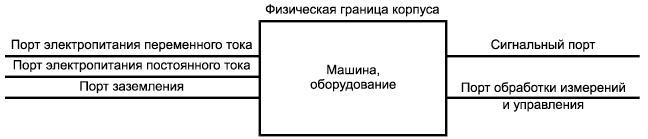 Физическая граница корпуса
Порт электропитания переменного тока
Порт электропитания постоянного тока
Порт заземления
Машина,
оборудование
Сигнальный порт
Порт обработки измерений
и управления